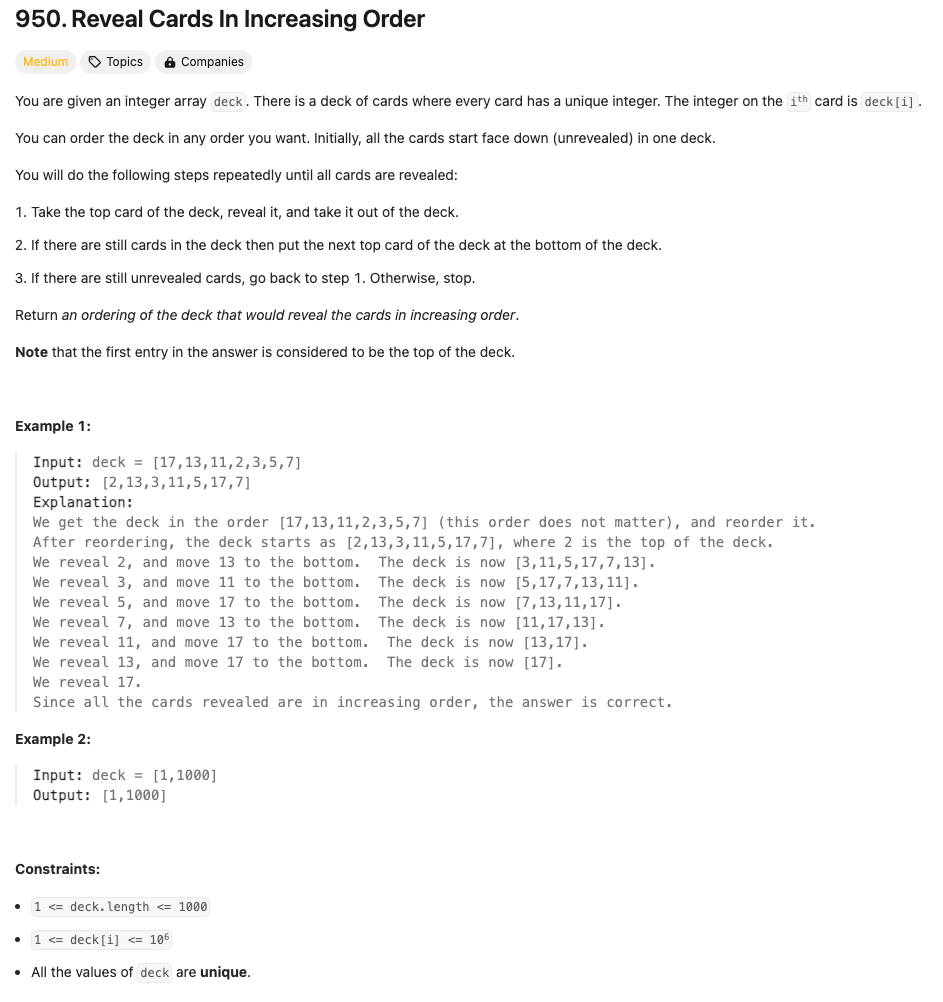 950. Reveal Cards In Increasing Order
Medium Topics Companies
You are given an integer array deck. There is a deck of cards where every card has a unique integer. The integer on the ith card is deck[i].
You can order the deck in any order you want. Initially, all the cards start face down (unrevealed) in one deck.
You will do the following steps repeatedly until all cards are revealed:
1. Take the top card of the deck, reveal it, and take it out of the deck.
2. If there are still cards in the deck then put the next top card of the deck at the bottom of the deck.
3. If there are still unrevealed cards, go back to step 1. Otherwise, stop.
Return an ordering of the deck that would reveal the cards in increasing order.
Note that the first entry in the answer is considered to be the top of the deck.
Example 1:
Input: deck = [17,13,11,2,3,5,7]
Output: [2,13,3,11,5,17,7]
Explanation:
We get the deck in the order [17,13,11,2,3,5,7] (this order does not matter), and reorder it.
After reordering, the deck starts as [2,13,3,11,5,17,7], where 2 is the top of the deck.
We reveal 2, and move 13 to the bottom.  The deck is now [3,11,5,17,7,13].
We reveal 3, and move 11 to the bottom.  The deck is now [5,17,7,13,11].
We reveal 5, and move 17 to the bottom.  The deck is now [7,13,11,17].
We reveal 7, and move 13 to the bottom.  The deck is now [11,17,13].
We reveal 11, and move 17 to the bottom.  The deck is now [13,17].
We reveal 13, and move 17 to the bottom.  The deck is now [17].
We reveal 17.
Since all the cards revealed are in increasing order, the answer is correct.
Example 2:
Input: deck = [1,1000]
Output: [1,1000]
Constraints:
• 1 <= deck.length <= 1000
• 1 <= deck[i] <= 10⁶
• All the values of deck are unique.